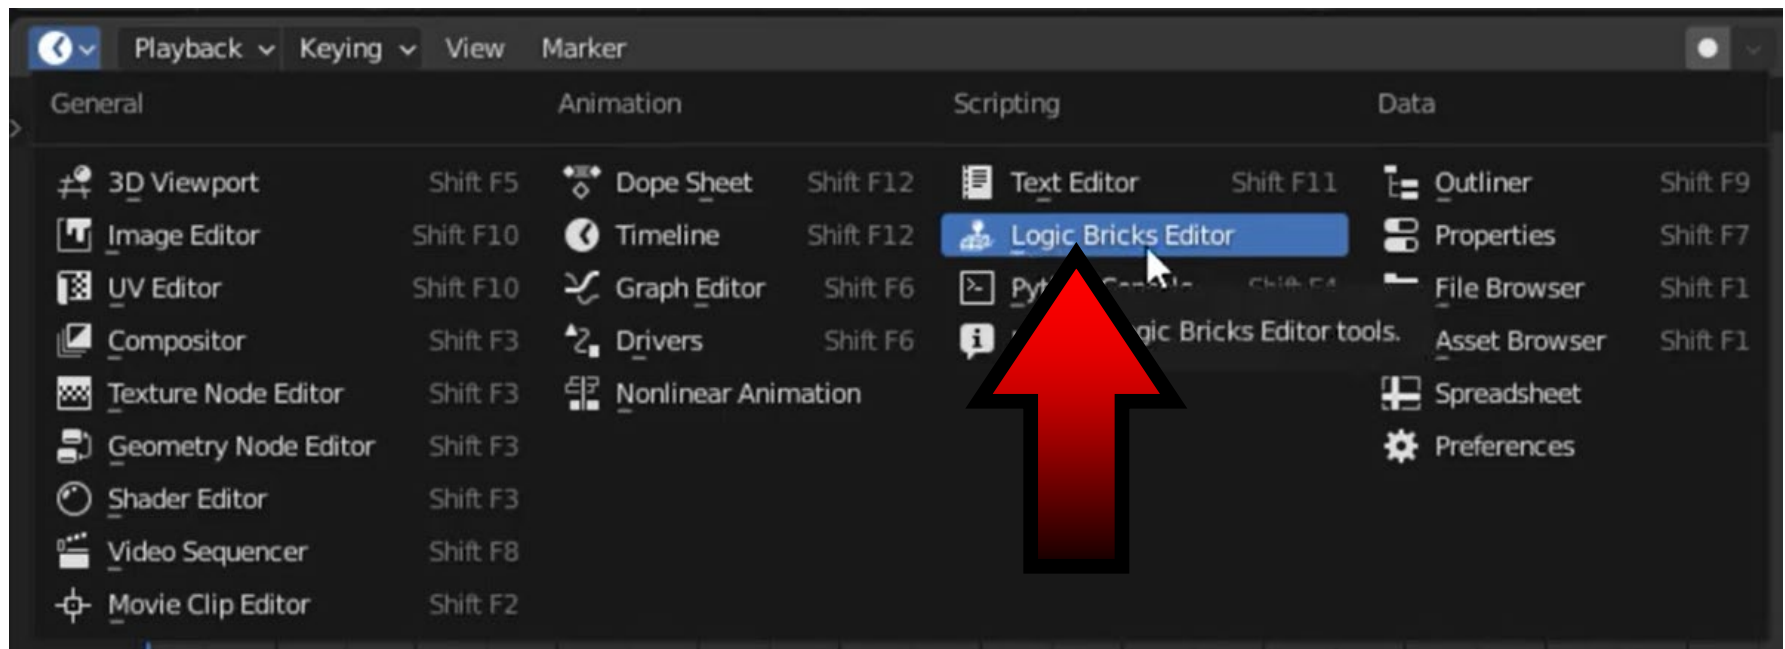 Playback Keying View Marker
General Animation Scripting Data
3D Viewport Shift F5 Dope Sheet Shift F12 Text Editor Shift F11 Outliner Shift F9
Image Editor Shift F10 Timeline Shift F12 Logic Bricks Editor Properties Shift F7
UV Editor Shift F10 Graph Editor Shift F6 File Browser Shift F1
Compositor Shift F3 Drivers Shift F6 Bricks Editor tools. Asset Browser Shift F1
Texture Node Editor Shift F3 Nonlinear Animation Spreadsheet
Geometry Node Editor Shift F3 Preferences
Shader Editor Shift F3
Video Sequencer Shift F8
Movie Clip Editor Shift F2